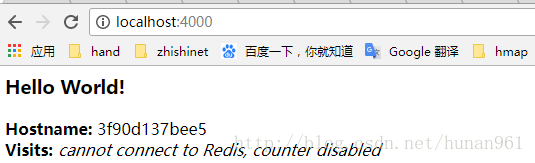 localhost:4000
应用 hand zhishinet 百度一下，你就知道 Google 翻译 hmap
Hello World!
Hostname: 3f90d137bee5
Visits: cannot connect to Redis, counter disabled
http://blog.csdn.net/hunan961